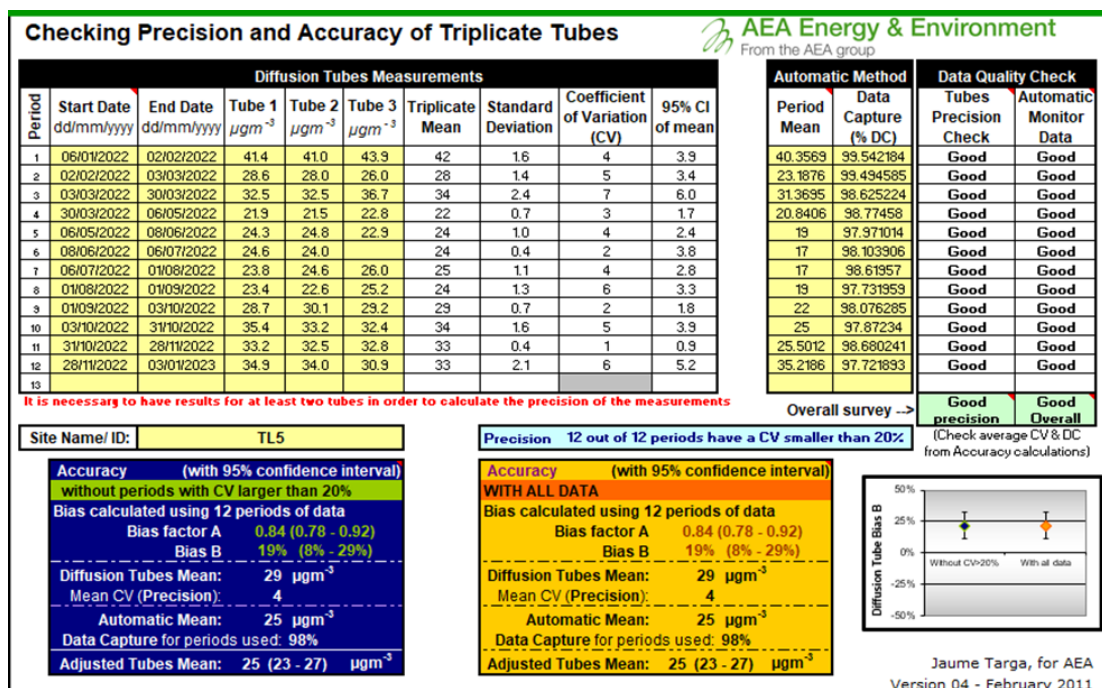 Checking Precision and Accuracy of Triplicate Tubes
AEA Energy & Environment
From the AEA group
Diffusion Tubes Measurements
Automatic Method
Data Quality Check
Period Start Date dd/mm/yyyy End Date dd/mm/yyyy Tube 1 µgm⁻³ Tube 2 µgm⁻³ Tube 3 µgm⁻³ Triplicate Mean Standard Deviation Coefficient of Variation (CV) 95% CI of mean Period Mean Data Capture (% DC) Tubes Precision Check Automatic Monitor Data
1 06/01/2022 02/02/2022 41.4 41.0 43.9 42 1.6 4 3.9 40.3569 99.542184 Good Good
2 02/02/2022 03/03/2022 28.6 28.0 26.0 28 1.4 5 3.4 23.1876 99.494585 Good Good
3 03/03/2022 30/03/2022 32.5 32.5 36.7 34 2.4 7 6.0 31.3695 98.625224 Good Good
4 30/03/2022 06/05/2022 21.9 21.5 22.8 22 0.7 3 1.7 20.8406 98.77458 Good Good
5 06/05/2022 08/06/2022 24.3 24.8 22.9 24 1.0 4 2.4 19 97.971014 Good Good
6 08/06/2022 06/07/2022 24.6 24.0 24 0.4 2 3.8 17 98.103906 Good Good
7 06/07/2022 01/08/2022 23.8 24.6 26.0 25 1.1 4 2.8 17 98.61957 Good Good
8 01/08/2022 01/09/2022 23.4 22.6 25.2 24 1.3 6 3.3 19 97.731959 Good Good
9 01/09/2022 03/10/2022 28.7 30.1 29.2 29 0.7 2 1.8 22 98.076285 Good Good
10 03/10/2022 31/10/2022 35.4 33.2 32.4 34 1.6 5 3.9 25 97.87234 Good Good
11 31/10/2022 28/11/2022 33.2 32.5 32.8 33 0.4 1 0.9 25.5012 98.680241 Good Good
12 28/11/2022 03/01/2023 34.9 34.0 30.9 33 2.1 6 5.2 35.2186 97.721893 Good Good
13
It is necessary to have results for at least two tubes in order to calculate the precision of the measurements
Overall survey --> Good precision Good Overall
Site Name/ ID: TL5
Precision 12 out of 12 periods have a CV smaller than 20%
(Check average CV & DC from Accuracy calculations)
Accuracy (with 95% confidence interval)
without periods with CV larger than 20%
Bias calculated using 12 periods of data
Bias factor A 0.84 (0.78 - 0.92)
Bias B 19% (8% - 29%)
Diffusion Tubes Mean: 29 µgm⁻³
Mean CV (Precision): 4
Automatic Mean: 25 µgm⁻³
Data Capture for periods used: 98%
Adjusted Tubes Mean: 25 (23 - 27) µgm⁻³
Accuracy (with 95% confidence interval)
WITH ALL DATA
Bias calculated using 12 periods of data
Bias factor A 0.84 (0.78 - 0.92)
Bias B 19% (8% - 29%)
Diffusion Tubes Mean: 29 µgm⁻³
Mean CV (Precision): 4
Automatic Mean: 25 µgm⁻³
Data Capture for periods used: 98%
Adjusted Tubes Mean: 25 (23 - 27) µgm⁻³
Diffusion Tube Bias B
50%
25%
0%
-25%
-50%
Without CV>20% With all data
Jaume Targa, for AEA
Version 04 - February 2011